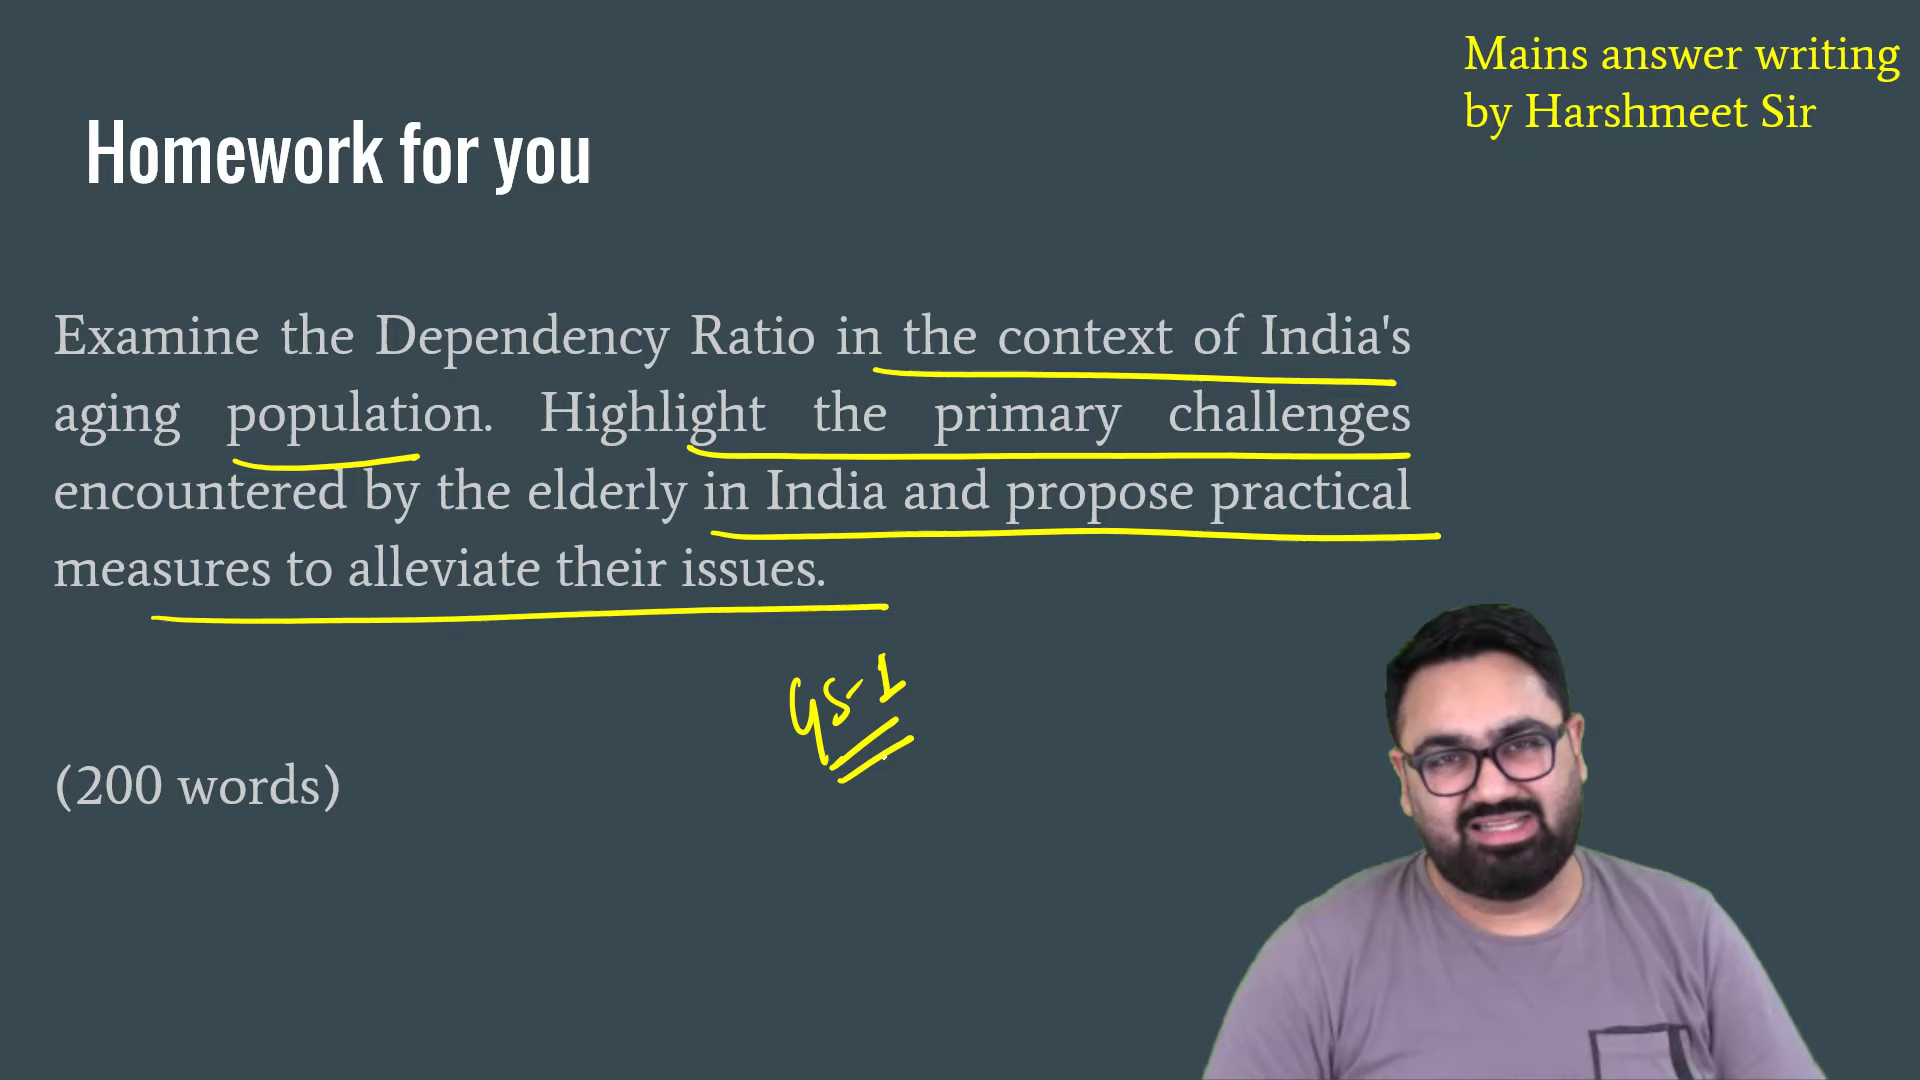 Mains answer writing
by Harshmeet Sir
Homework for you
Examine the Dependency Ratio in the context of India's
aging population. Highlight the primary challenges
encountered by the elderly in India and propose practical
measures to alleviate their issues.
GS-1
(200 words)